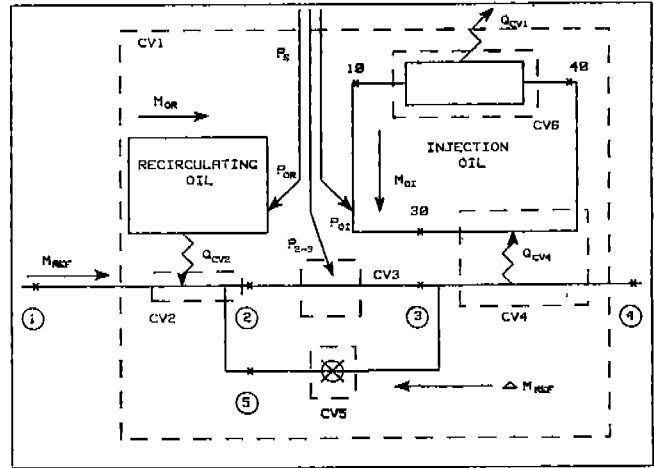 CV1
P_S
Q_CV1
10
40
CV6
M_OR
RECIRCULATING
OIL
P_OR
M_OI
INJECTION
OIL
P_OI
30
Q_CV2
P_2-3
Q_CV4
M_REF
CV3
1
CV2
2
3
CV4
4
5
CV5
Δ M_REF